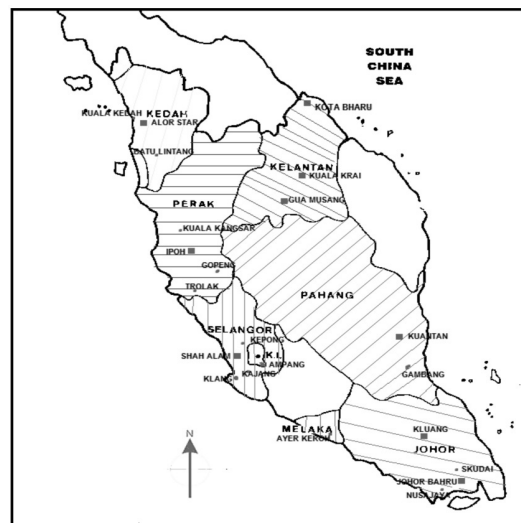 SOUTH
CHINA
SEA
KOTA BHARU
KUALA KEDAH
KEDAH
ALOR STAR
BATU LINTANG
KELANTAN
KUALA KRAI
GUA MUSANG
PERAK
KUALA KANGSAR
IPOH
GOPENG
TROLAK
PAHANG
SELANGOR
KEPONG
SHAH ALAM
K.L
AMPANG
KAJANG
KLANG
KUANTAN
GAMBANG
MELAKA
AYER KEROH
KLUANG
JOHOR
SKUDAI
JOHOR BAHRU
NUSAJAYA
N